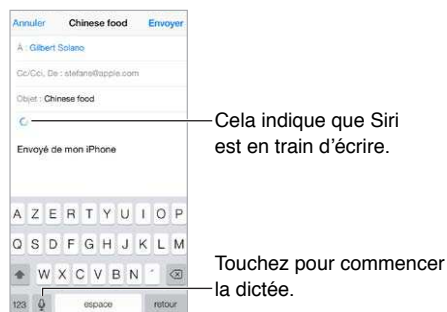 Annuler Chinese food Envoyer
À : Gilbert Solano
Cc/Cci, De : stefano@apple.com
Objet : Chinese food
Cela indique que Siri
est en train d’écrire.
Envoyé de mon iPhone
A Z E R T Y U I O P
Q S D F G H J K L M
W X C V B N ´
Touchez pour commencer
la dictée.
123 espace retour